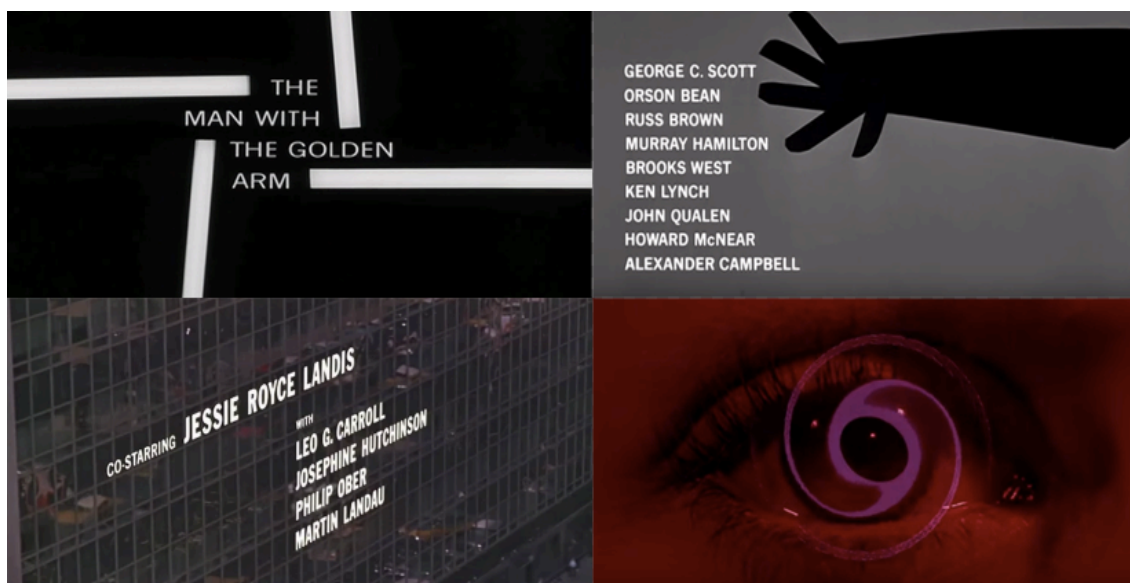 THE
MAN WITH
THE GOLDEN
ARM
GEORGE C. SCOTT
ORSON BEAN
RUSS BROWN
MURRAY HAMILTON
BROOKS WEST
KEN LYNCH
JOHN QUALEN
HOWARD McNEAR
ALEXANDER CAMPBELL
CO-STARRING JESSIE ROYCE LANDIS
WITH
LEO G. CARROLL
JOSEPHINE HUTCHINSON
PHILIP OBER
MARTIN LANDAU